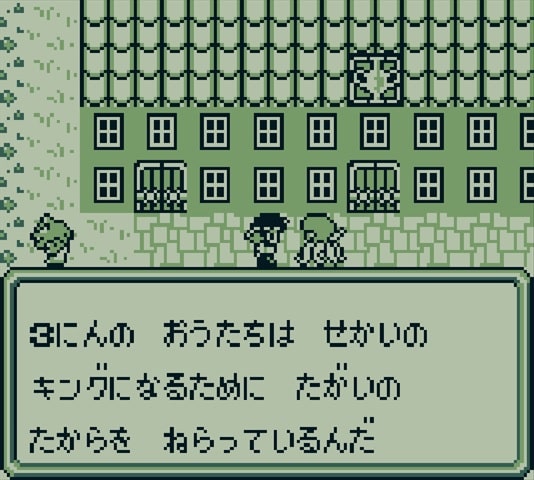 3にんの　おうたちは　せかいの
キングになるために　たがいの
たからを　ねらっているんだ